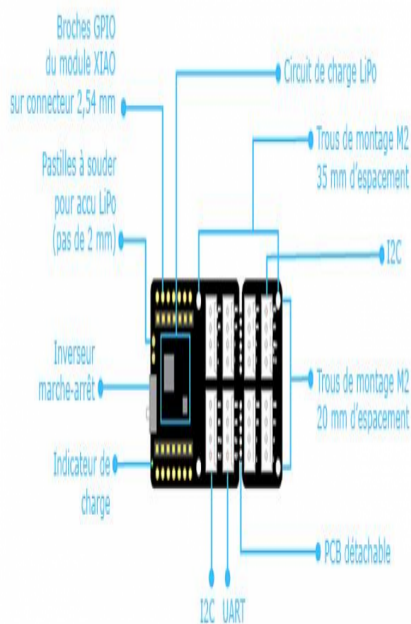 Broches GPIO
du module XIAO
sur connecteur 2,54 mm
Circuit de charge LiPo
Trous de montage M2
35 mm d'espacement
Pastilles à souder
pour accu LiPo
(pas de 2 mm)
I2C
Inverseur
marche-arrêt
Trous de montage M2
20 mm d'espacement
Indicateur de
charge
PCB détachable
I2C UART